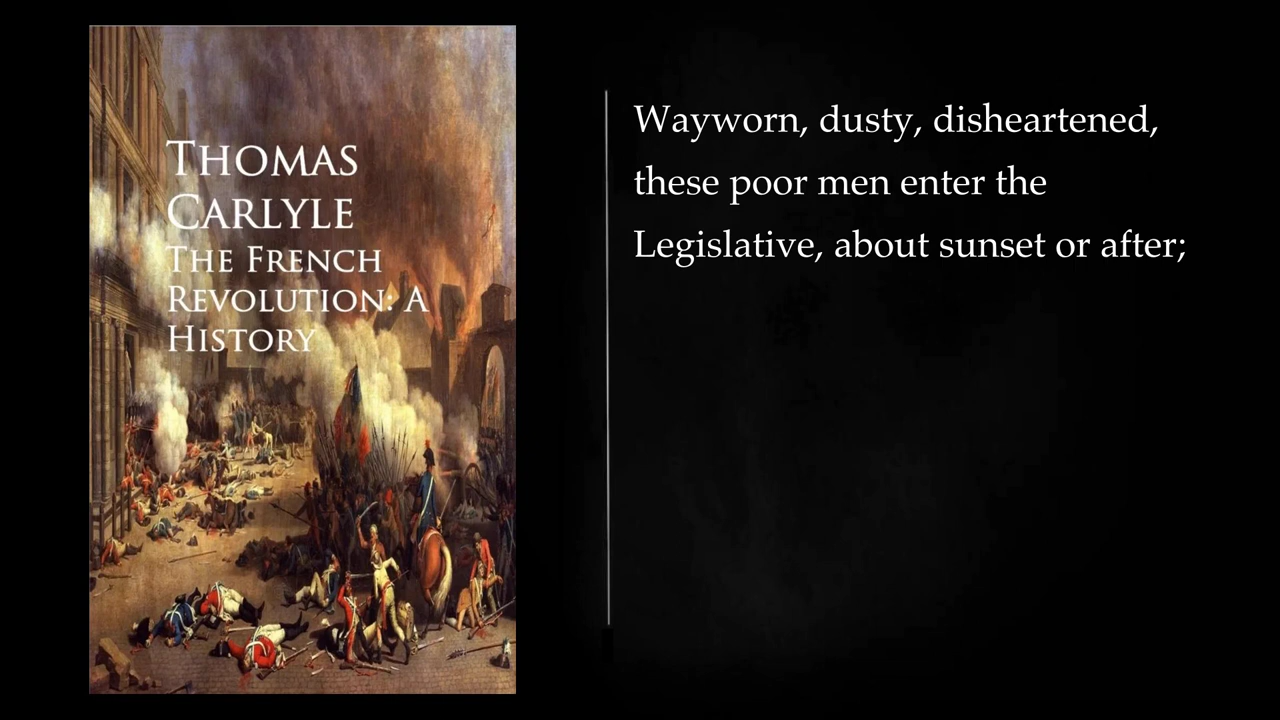 THOMAS
CARLYLE
THE FRENCH
REVOLUTION: A
HISTORY
Wayworn, dusty, disheartened,
these poor men enter the
Legislative, about sunset or after;